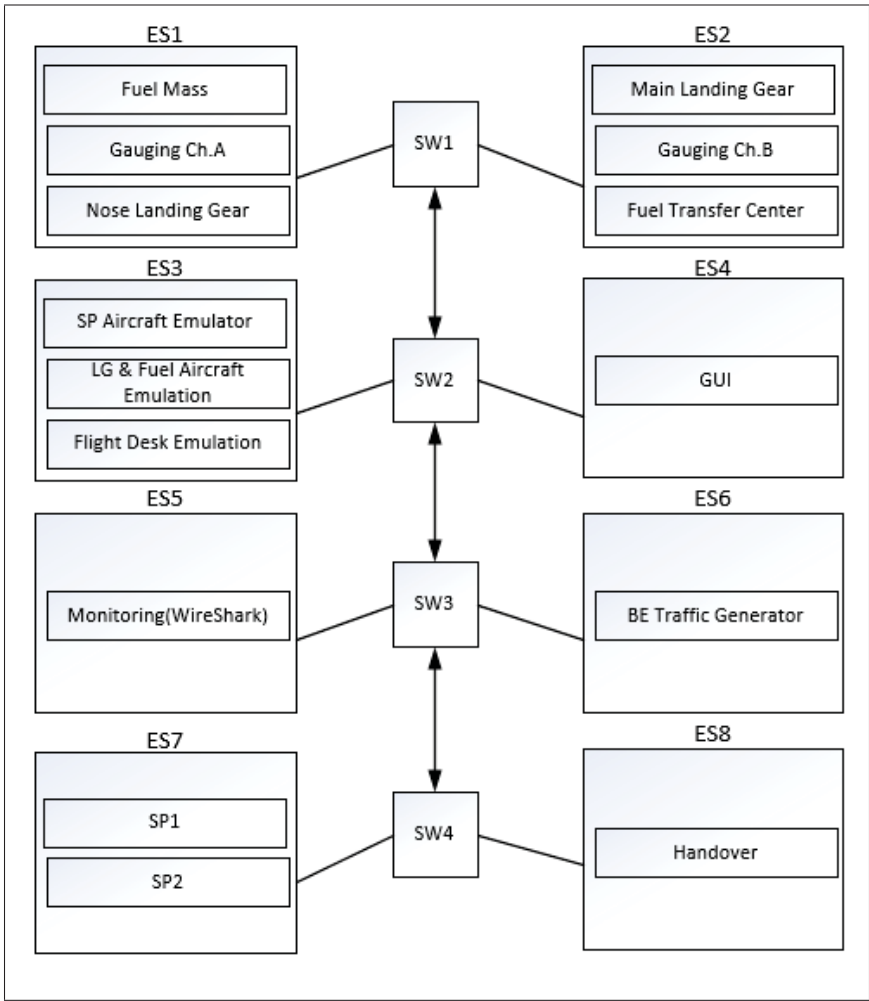 ES1
Fuel Mass
Gauging Ch.A
Nose Landing Gear
SW1
ES2
Main Landing Gear
Gauging Ch.B
Fuel Transfer Center
ES3
SP Aircraft Emulator
LG & Fuel Aircraft
Emulation
Flight Desk Emulation
SW2
ES4
GUI
ES5
Monitoring(WireShark)
SW3
ES6
BE Traffic Generator
ES7
SP1
SP2
SW4
ES8
Handover